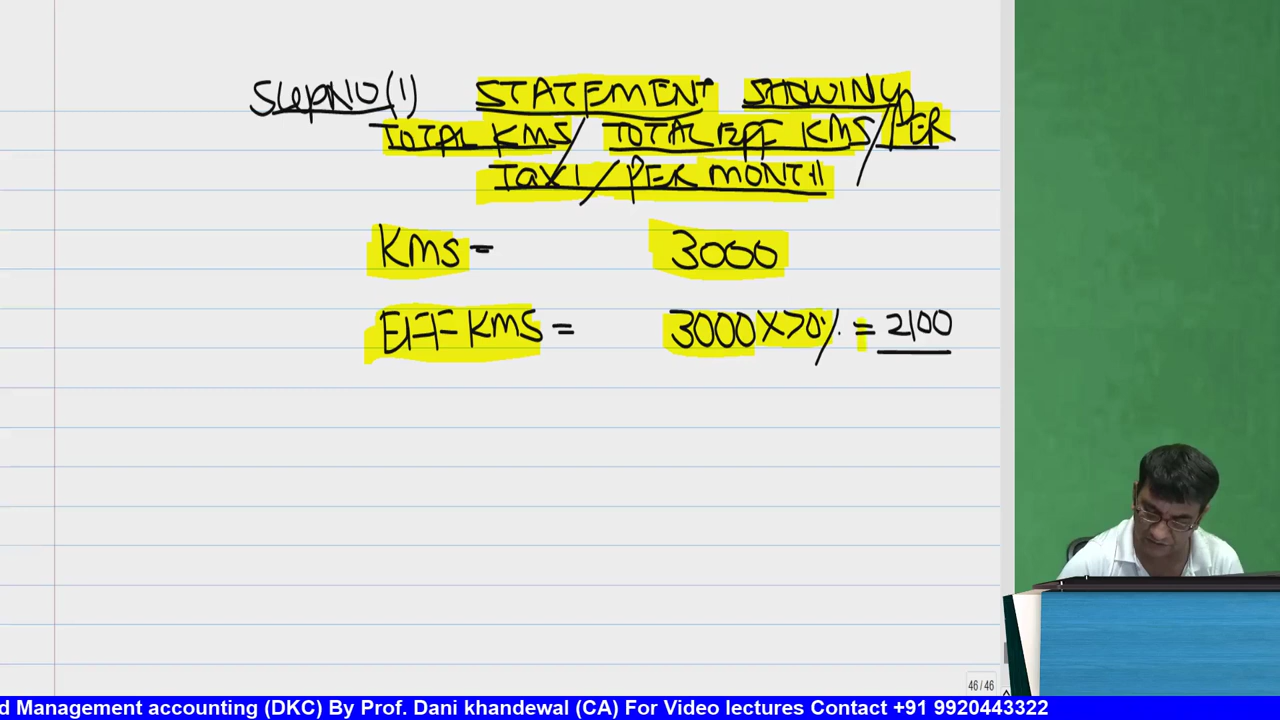 StepNO(1) STATEMENT SHOWING
TOTAL KMS / TOTAL EFF KMS / PER
TAXI / PER MONTH
KMS = 3000
EFF KMS = 3000 X 70% = 2100
46 / 46
d Management accounting (DKC) By Prof. Dani khandewal (CA) For Video lectures Contact +91 9920443322